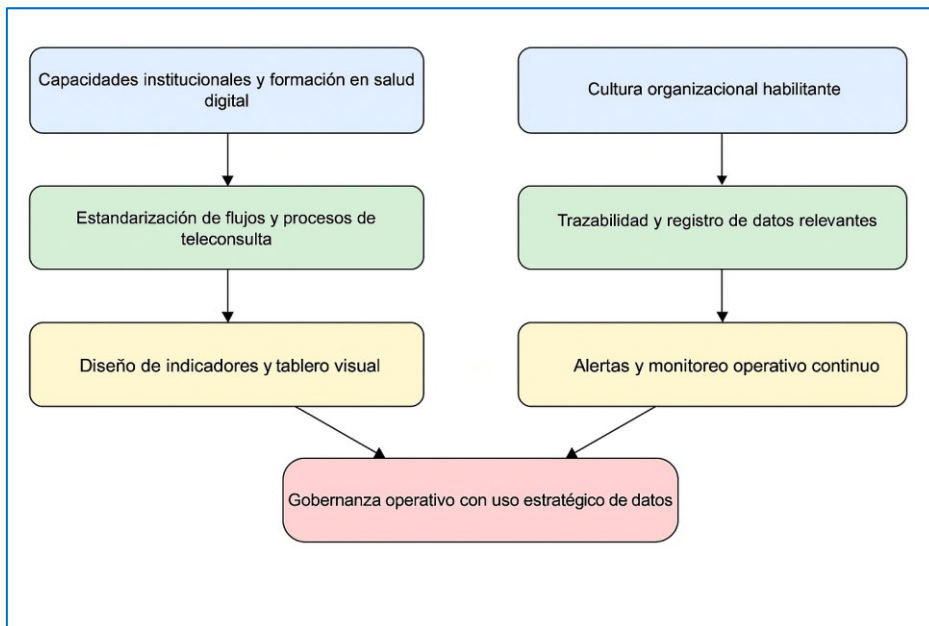 Capacidades institucionales y formación en salud
digital
Cultura organizacional habilitante
Estandarización de flujos y procesos de
teleconsulta
Trazabilidad y registro de datos relevantes
Diseño de indicadores y tablero visual
Alertas y monitoreo operativo continuo
Gobernanza operativo con uso estratégico de datos